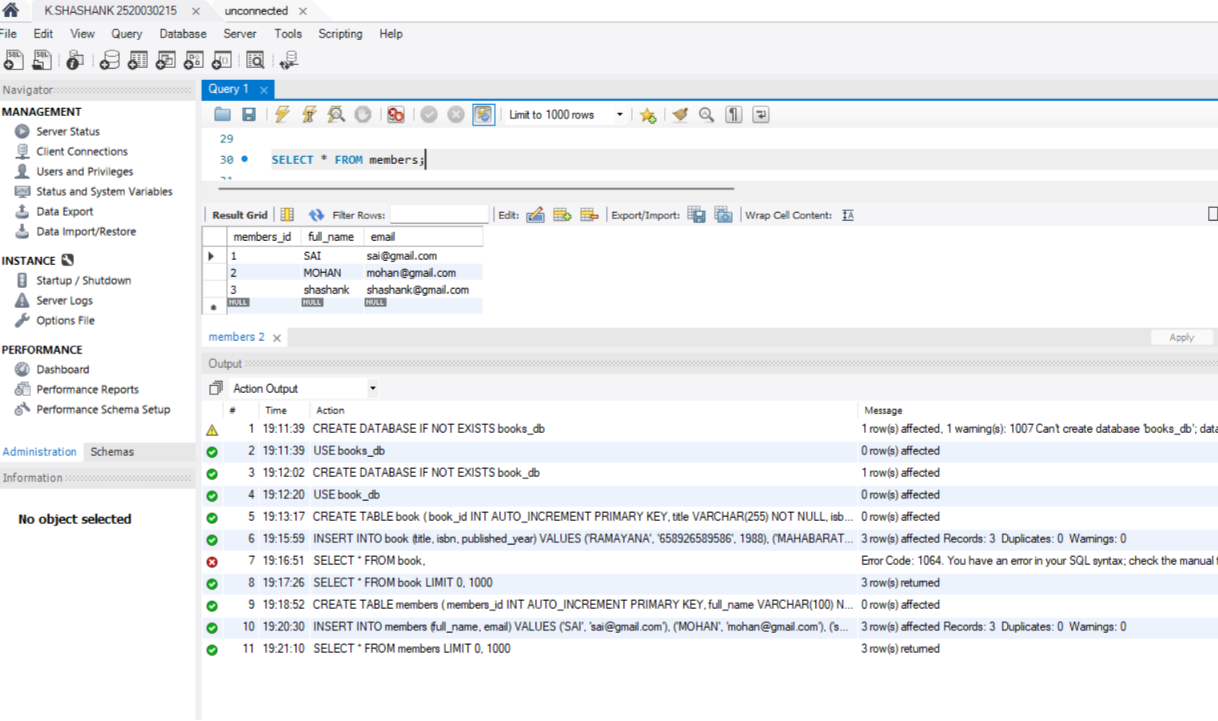 K.SHASHANK 2520030215 × unconnected ×
File Edit View Query Database Server Tools Scripting Help
Navigator
MANAGEMENT
Server Status
Client Connections
Users and Privileges
Status and System Variables
Data Export
Data Import/Restore
INSTANCE
Startup / Shutdown
Server Logs
Options File
PERFORMANCE
Dashboard
Performance Reports
Performance Schema Setup
Administration Schemas
Information
No object selected
Query 1 ×
Limit to 1000 rows
29
30 SELECT * FROM members;
31
Result Grid Filter Rows: Edit: Export/Import: Wrap Cell Content:
members_id full_name email
1 SAI sai@gmail.com
2 MOHAN mohan@gmail.com
3 shashank shashank@gmail.com
NULL NULL NULL
members 2 × Apply
Output
Action Output
# Time Action Message
1 19:11:39 CREATE DATABASE IF NOT EXISTS books_db 1 row(s) affected, 1 warning(s): 1007 Can't create database 'books_db'; data
2 19:11:39 USE books_db 0 row(s) affected
3 19:12:02 CREATE DATABASE IF NOT EXISTS book_db 1 row(s) affected
4 19:12:20 USE book_db 0 row(s) affected
5 19:13:17 CREATE TABLE book ( book_id INT AUTO_INCREMENT PRIMARY KEY, title VARCHAR(255) NOT NULL, isb... 0 row(s) affected
6 19:15:59 INSERT INTO book (title, isbn, published_year) VALUES ('RAMAYANA', '658926589586', 1988), ('MAHABARAT... 3 row(s) affected Records: 3 Duplicates: 0 Warnings: 0
7 19:16:51 SELECT * FROM book, Error Code: 1064. You have an error in your SQL syntax; check the manual
8 19:17:26 SELECT * FROM book LIMIT 0, 1000 3 row(s) returned
9 19:18:52 CREATE TABLE members ( members_id INT AUTO_INCREMENT PRIMARY KEY, full_name VARCHAR(100) N... 0 row(s) affected
10 19:20:30 INSERT INTO members (full_name, email) VALUES ('SAI', 'sai@gmail.com'), ('MOHAN', 'mohan@gmail.com'), ('s... 3 row(s) affected Records: 3 Duplicates: 0 Warnings: 0
11 19:21:10 SELECT * FROM members LIMIT 0, 1000 3 row(s) returned